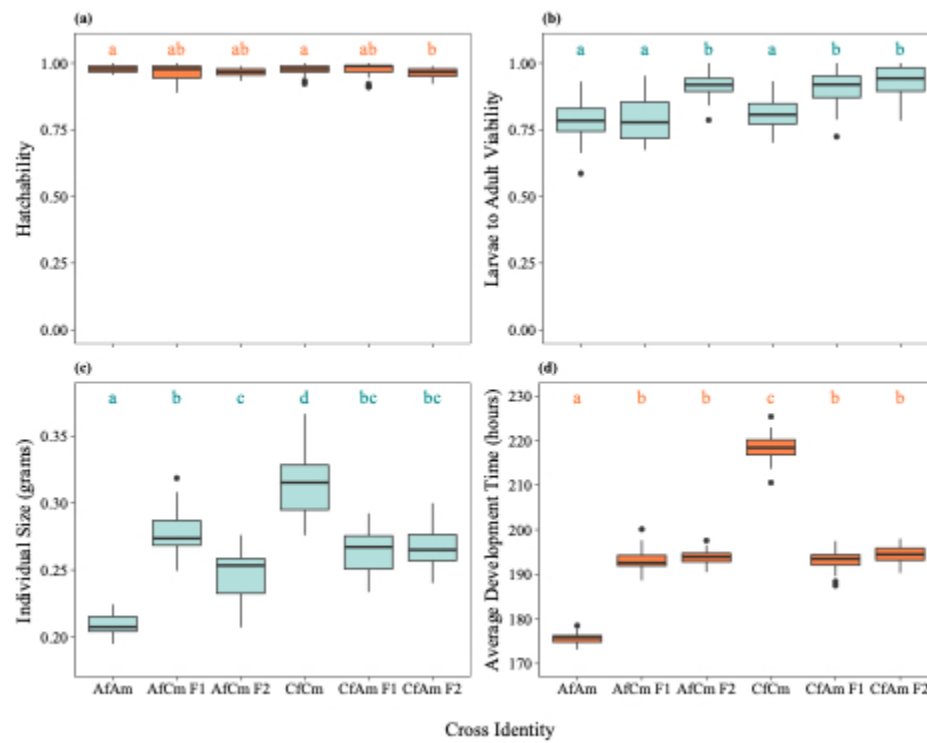 (a)
a ab ab a ab b
1.00
0.75
0.50
0.25
0.00
Hatchability
(b)
a a b a b b
1.00
0.75
0.50
0.25
0.00
Larvae to Adult Viability
(c)
a b c d bc bc
0.35
0.30
0.25
0.20
Individual Size (grams)
AfAm AfCm F1 AfCm F2 CfCm CfAm F1 CfAm F2
(d)
a b b c b b
230
220
210
200
190
180
170
Average Development Time (hours)
AfAm AfCm F1 AfCm F2 CfCm CfAm F1 CfAm F2
Cross Identity